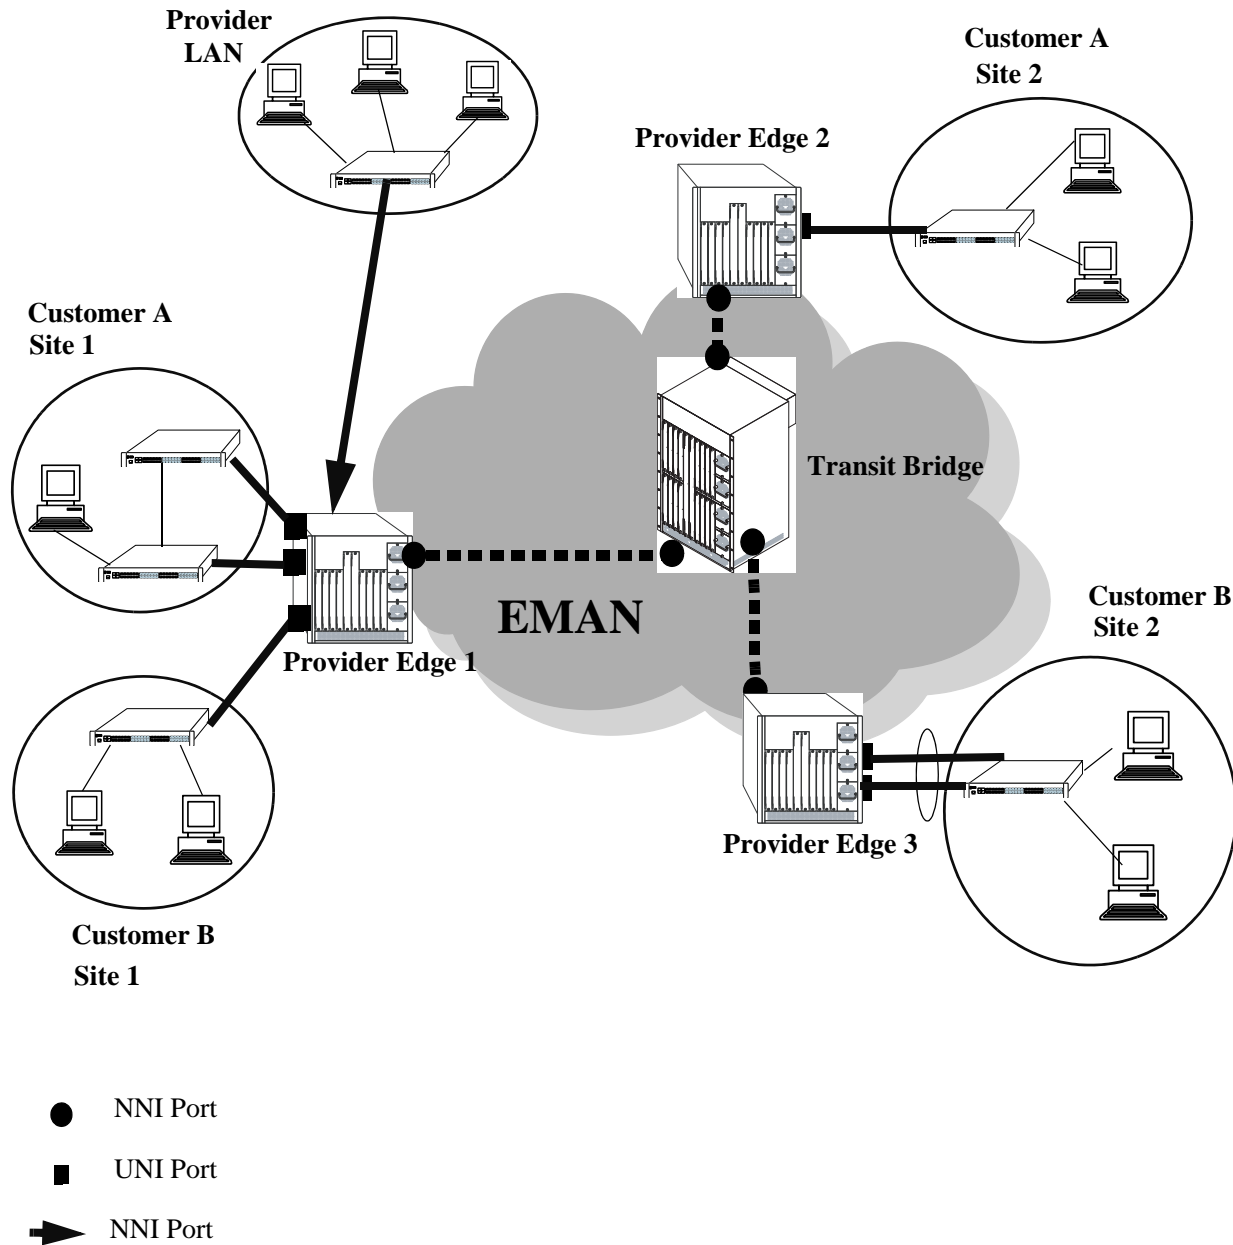 Provider
LAN
Customer A
Site 2
Provider Edge 2
Customer A
Site 1
Transit Bridge
EMAN
Customer B
Site 2
Provider Edge 1
Provider Edge 3
Customer B
Site 1
NNI Port
UNI Port
NNI Port